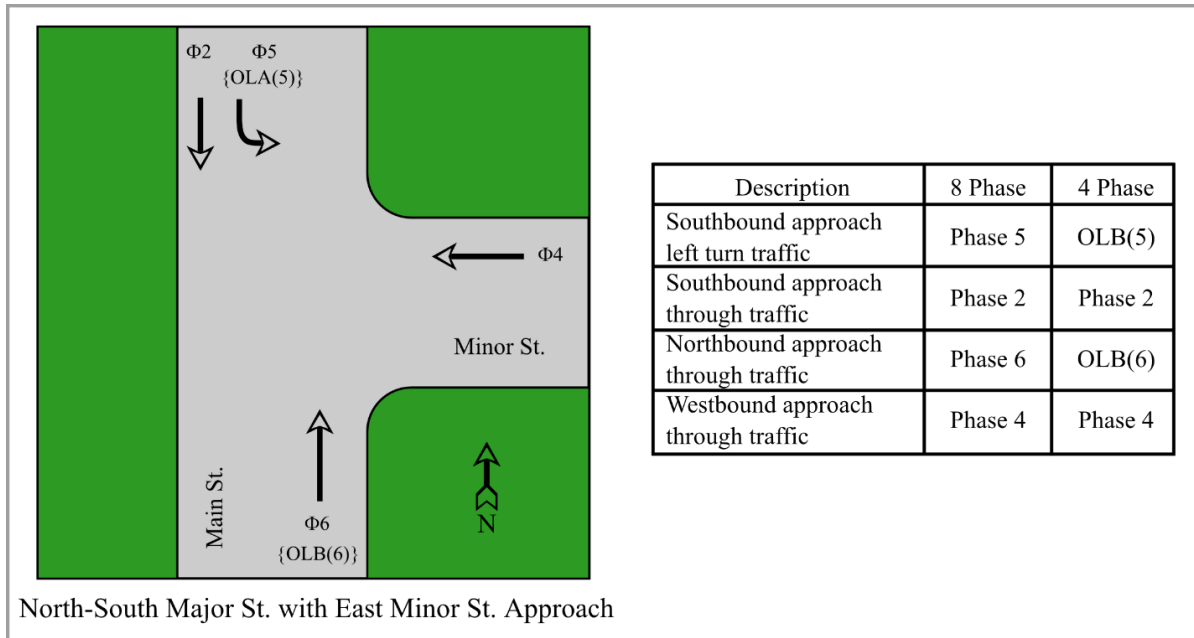 Φ2
Φ5
{OLA(5)}
Φ4
Minor St.
Main St.
Φ6
{OLB(6)}
N
North-South Major St. with East Minor St. Approach
Description 8 Phase 4 Phase
Southbound approach
left turn traffic
Phase 5 OLB(5)
Southbound approach
through traffic
Phase 2 Phase 2
Northbound approach
through traffic
Phase 6 OLB(6)
Westbound approach
through traffic
Phase 4 Phase 4